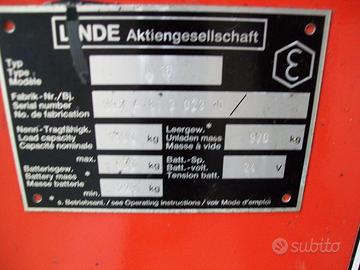 LINDE Aktiengesellschaft
Typ
Type
Modèle
Fabrik-Nr./Bj.
Serial number
No. de fabrication
Nenn-Tragfähigk. kg Leergew.* kg
Load capacity Unladen mass 970
Capacité nominale Masse à vide
max. kg Batt.-Sp. V
Batteriegew. Batt.-volt. 24
Battery mass* Tension batt.
Masse batterie
min. kg
* s. Betriebsanl./see Operating instructions/voir Mode d'emploi
subito